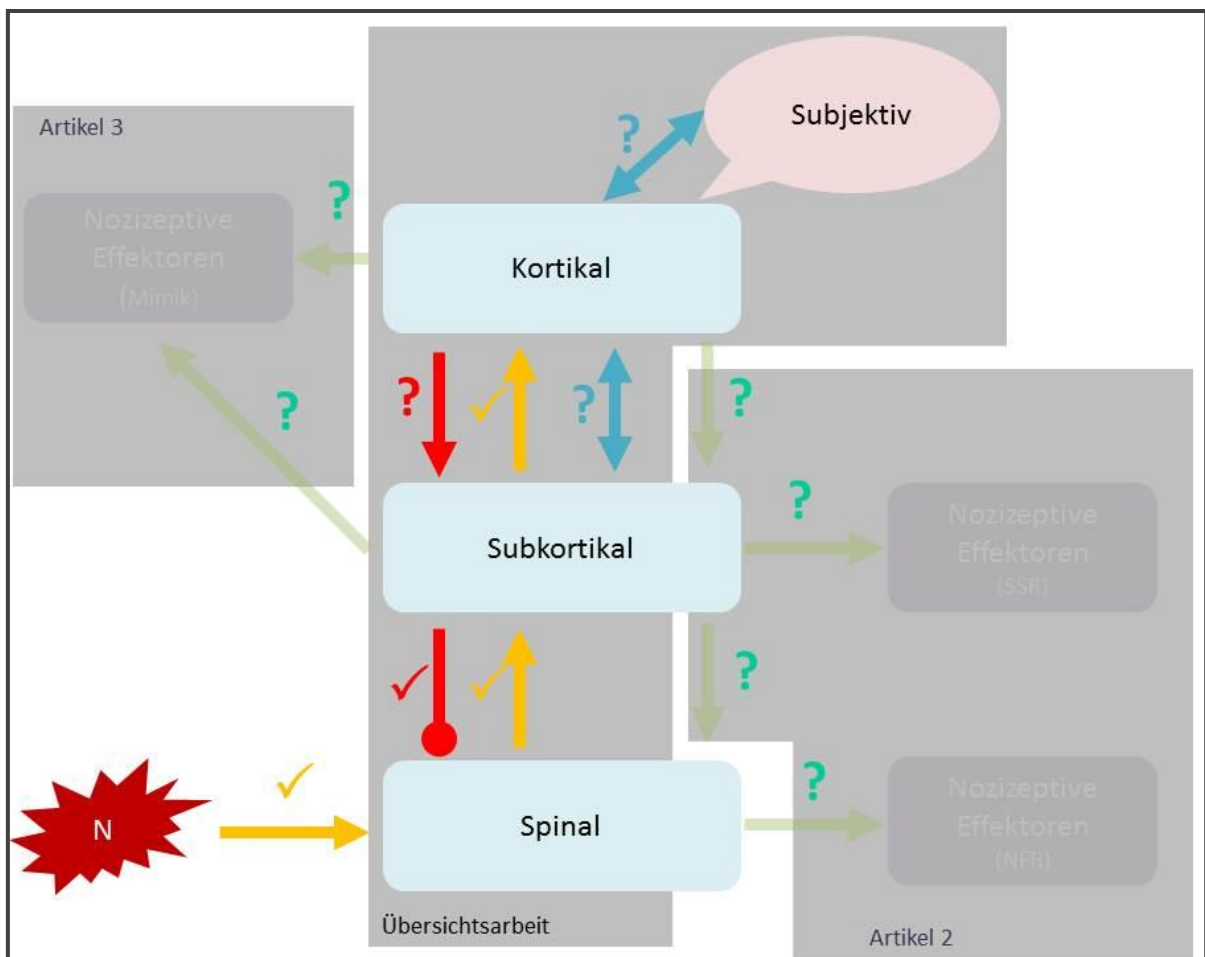 Artikel 3
Subjektiv
?
Nozizeptive
Effektoren
(Mimik)
?
Kortikal
?
?
✓
?
?
?
Subkortikal
?
Nozizeptive
Effektoren
(SSR)
✓
✓
?
N
✓
Spinal
?
Nozizeptive
Effektoren
(NFR)
Übersichtsarbeit
Artikel 2